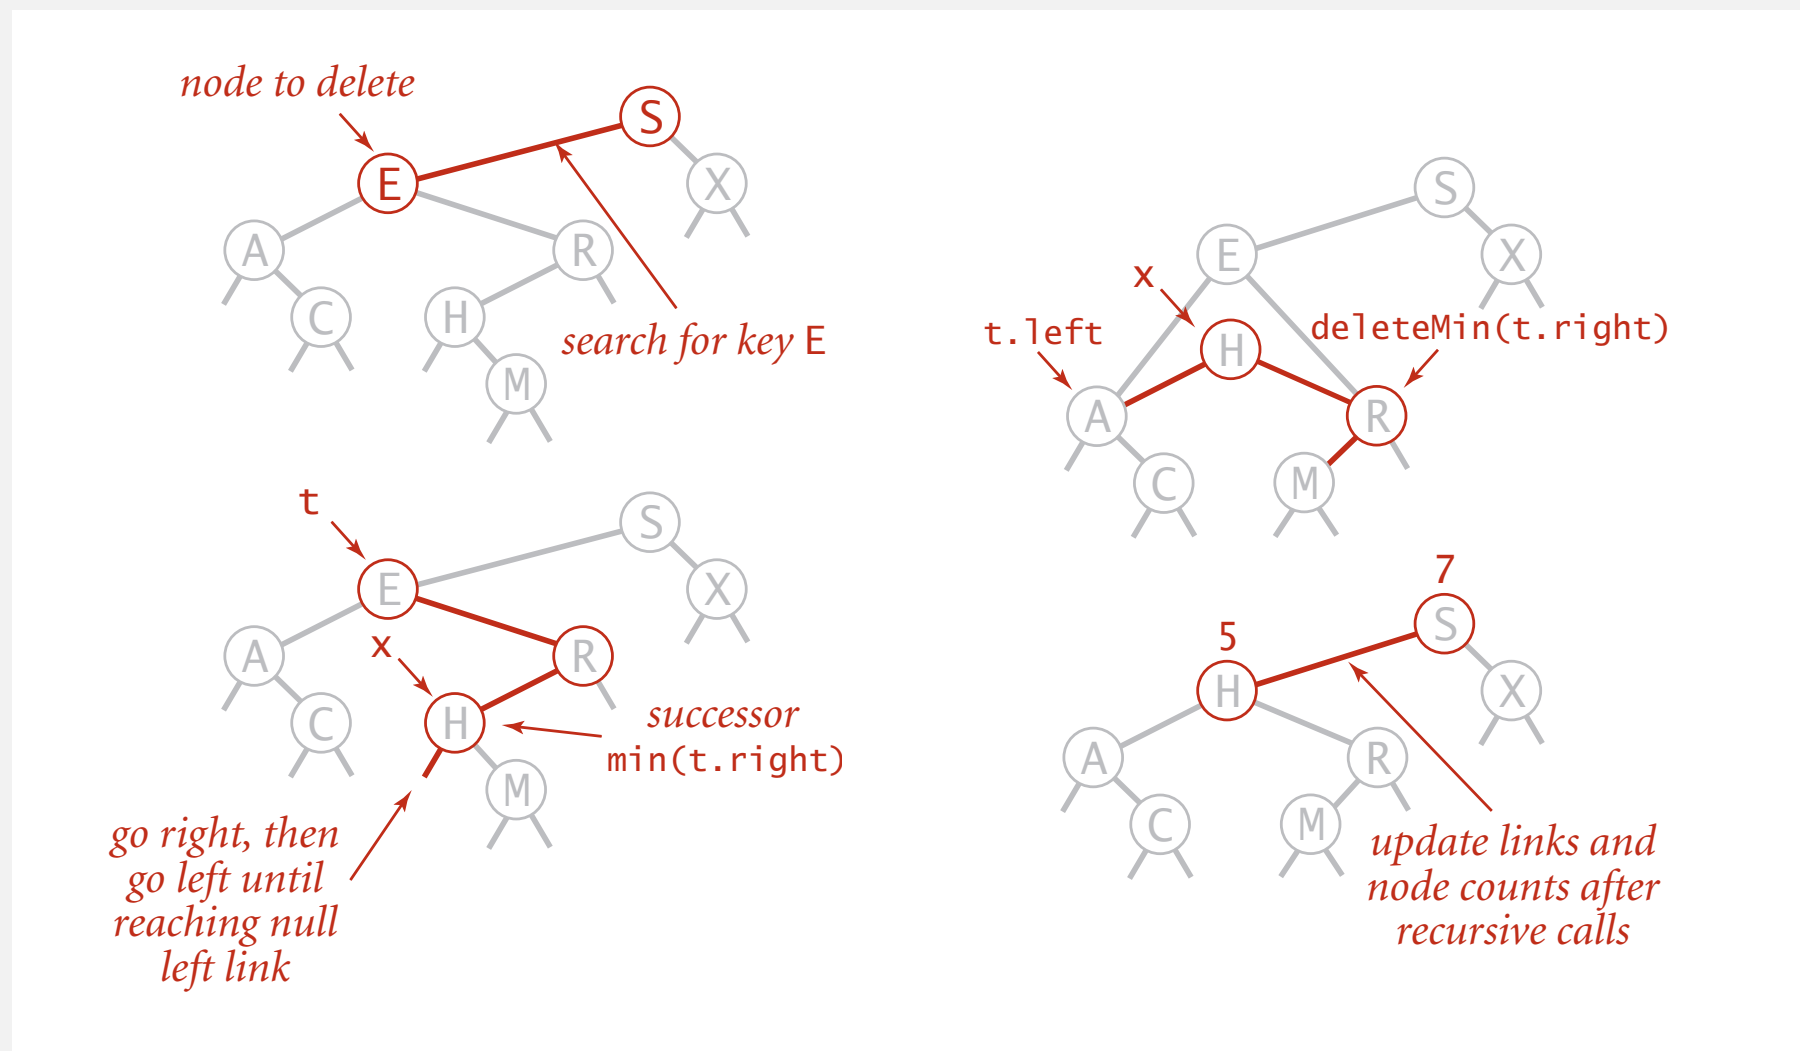 node to delete
S
E
X
A
R
C
H
search for key E
M
t
S
E
X
x
A
R
C
H
successor
min(t.right)
M
go right, then
go left until
reaching null
left link
S
E
X
x
t.left
H
deleteMin(t.right)
A
R
C
M
7
S
5
H
X
A
R
C
M
update links and
node counts after
recursive calls